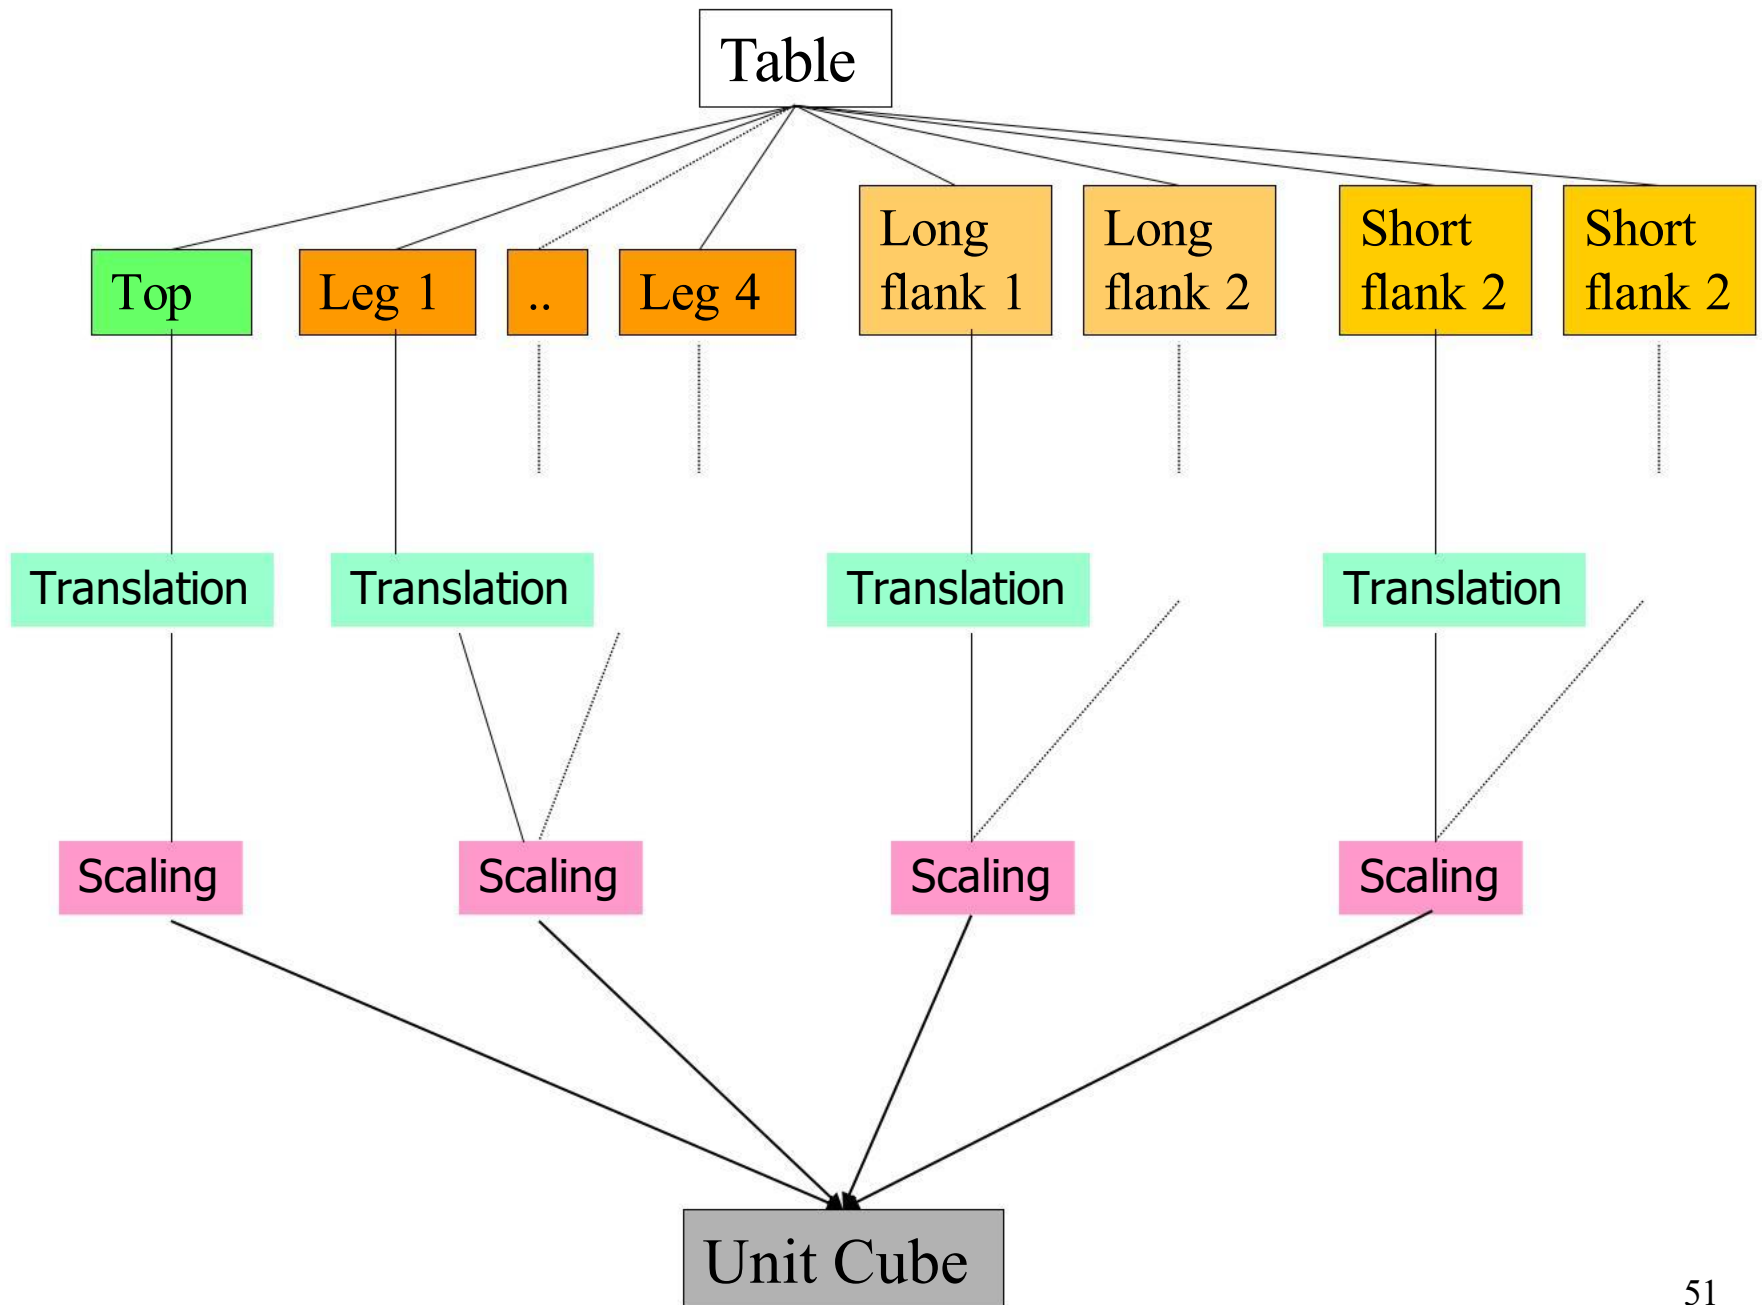 Table
Top
Leg 1
..
Leg 4
Long
flank 1
Long
flank 2
Short
flank 2
Short
flank 2
Translation
Translation
Translation
Translation
Scaling
Scaling
Scaling
Scaling
Unit Cube
51